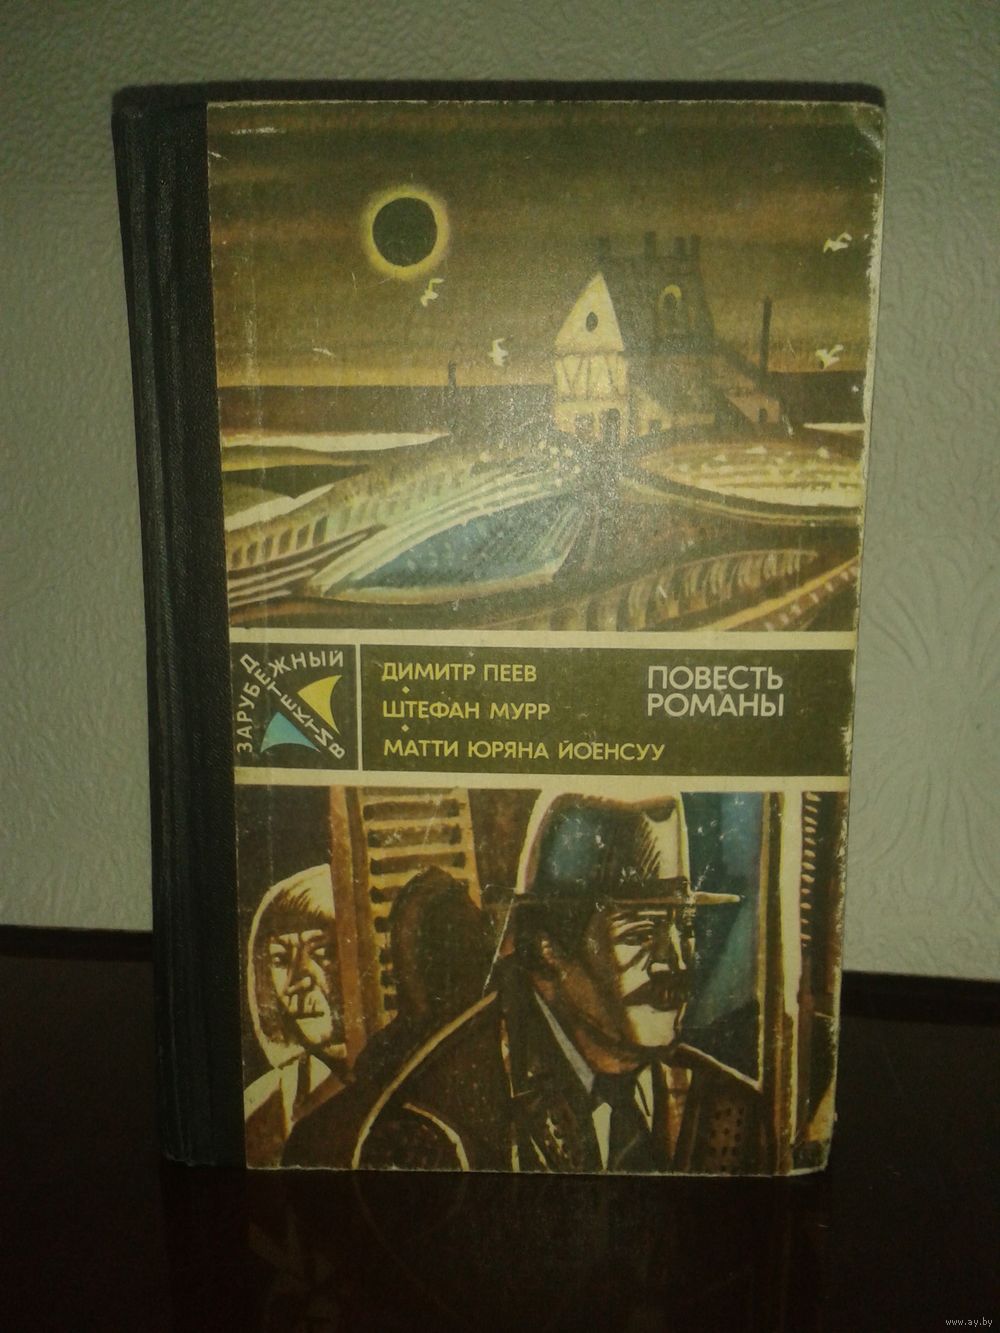 ЗАРУБЕЖНЫЙ
ДЕТЕКТИВ
ДИМИТР ПЕЕВ
•
ШТЕФАН МУРР
•
МАТТИ ЮРЯНА ЙОЕНСУУ
ПОВЕСТЬ
РОМАНЫ
www.ay.by